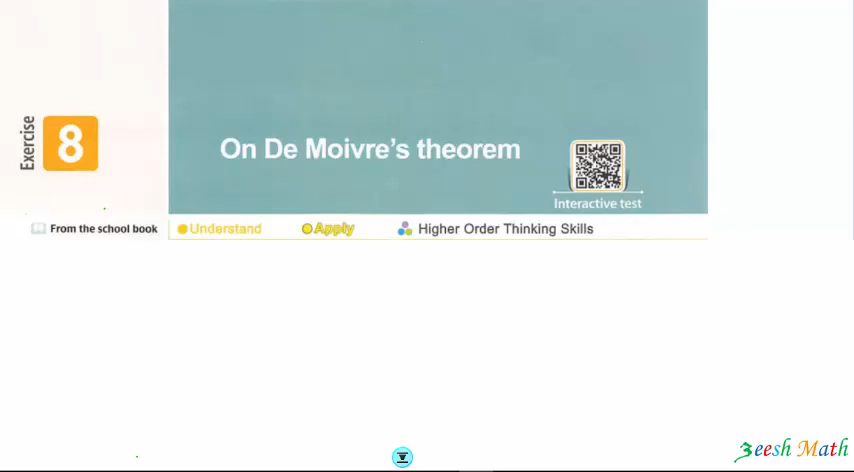 Exercise
8
On De Moivre's theorem
Interactive test
From the school book
Understand
Apply
Higher Order Thinking Skills
3eesh Math